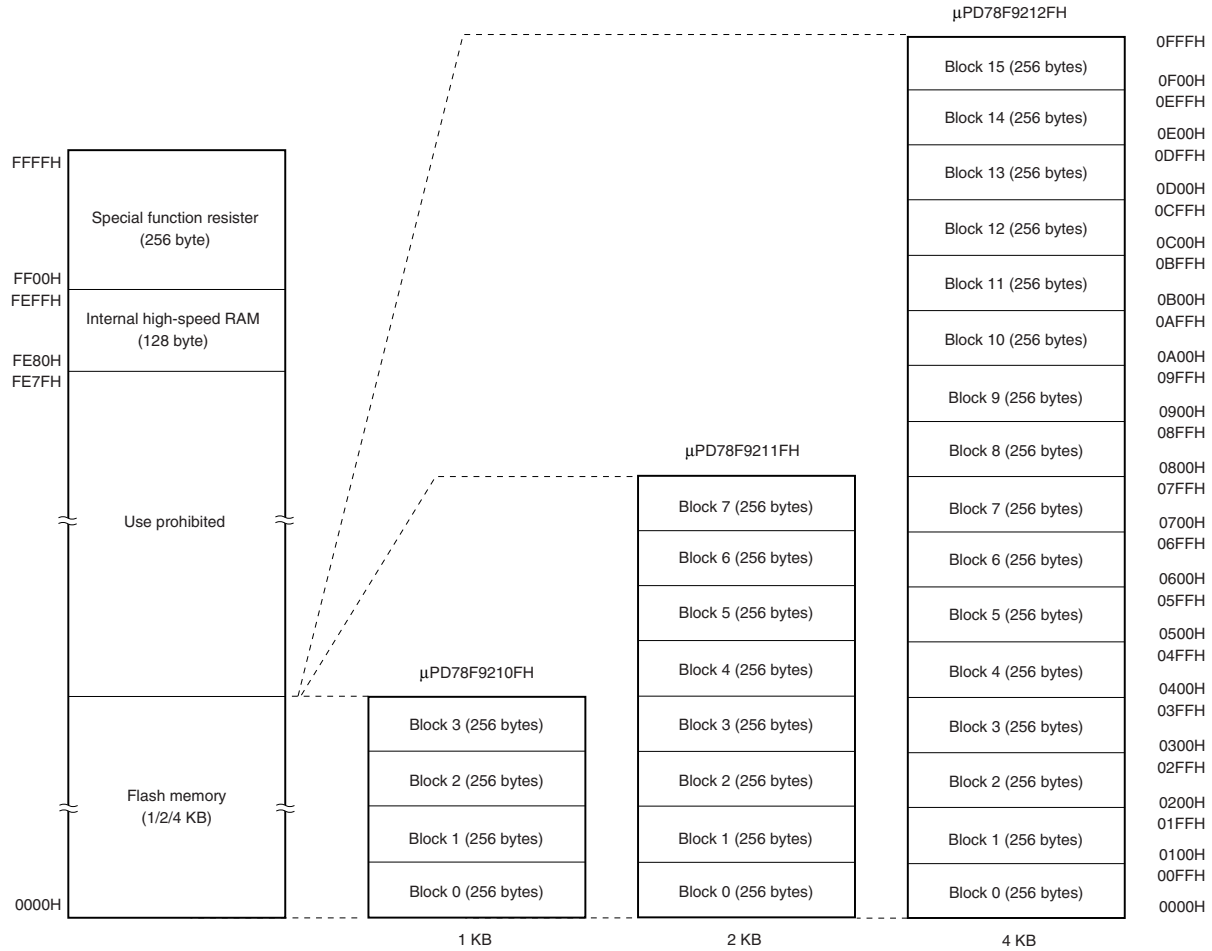 μPD78F9212FH
0FFFH
Block 15 (256 bytes)
0F00H
0EFFH
Block 14 (256 bytes)
0E00H
0DFFH
Block 13 (256 bytes)
0D00H
0CFFH
Block 12 (256 bytes)
0C00H
0BFFH
Block 11 (256 bytes)
0B00H
0AFFH
Block 10 (256 bytes)
0A00H
09FFH
Block 9 (256 bytes)
0900H
08FFH
Block 8 (256 bytes)
0800H
07FFH
Block 7 (256 bytes)
0700H
06FFH
Block 6 (256 bytes)
0600H
05FFH
Block 5 (256 bytes)
0500H
04FFH
Block 4 (256 bytes)
0400H
03FFH
Block 3 (256 bytes)
0300H
02FFH
Block 2 (256 bytes)
0200H
01FFH
Block 1 (256 bytes)
0100H
00FFH
Block 0 (256 bytes)
0000H
4 KB
μPD78F9211FH
Block 7 (256 bytes)
Block 6 (256 bytes)
Block 5 (256 bytes)
Block 4 (256 bytes)
Block 3 (256 bytes)
Block 2 (256 bytes)
Block 1 (256 bytes)
Block 0 (256 bytes)
2 KB
μPD78F9210FH
Block 3 (256 bytes)
Block 2 (256 bytes)
Block 1 (256 bytes)
Block 0 (256 bytes)
1 KB
FFFFH
Special function resister
(256 byte)
FF00H
FEFFH
Internal high-speed RAM
(128 byte)
FE80H
FE7FH
Use prohibited
Flash memory
(1/2/4 KB)
0000H